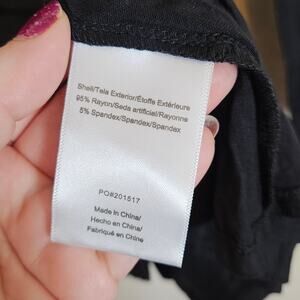 Shell/Tela Exterior/Étoffe Extérieure
95% Rayon/Seda artificial/Rayonne
5% Spandex/Spandex/Spandex
PO#201517
Made in China/
Hecho en China/
Fabriqué en Chine